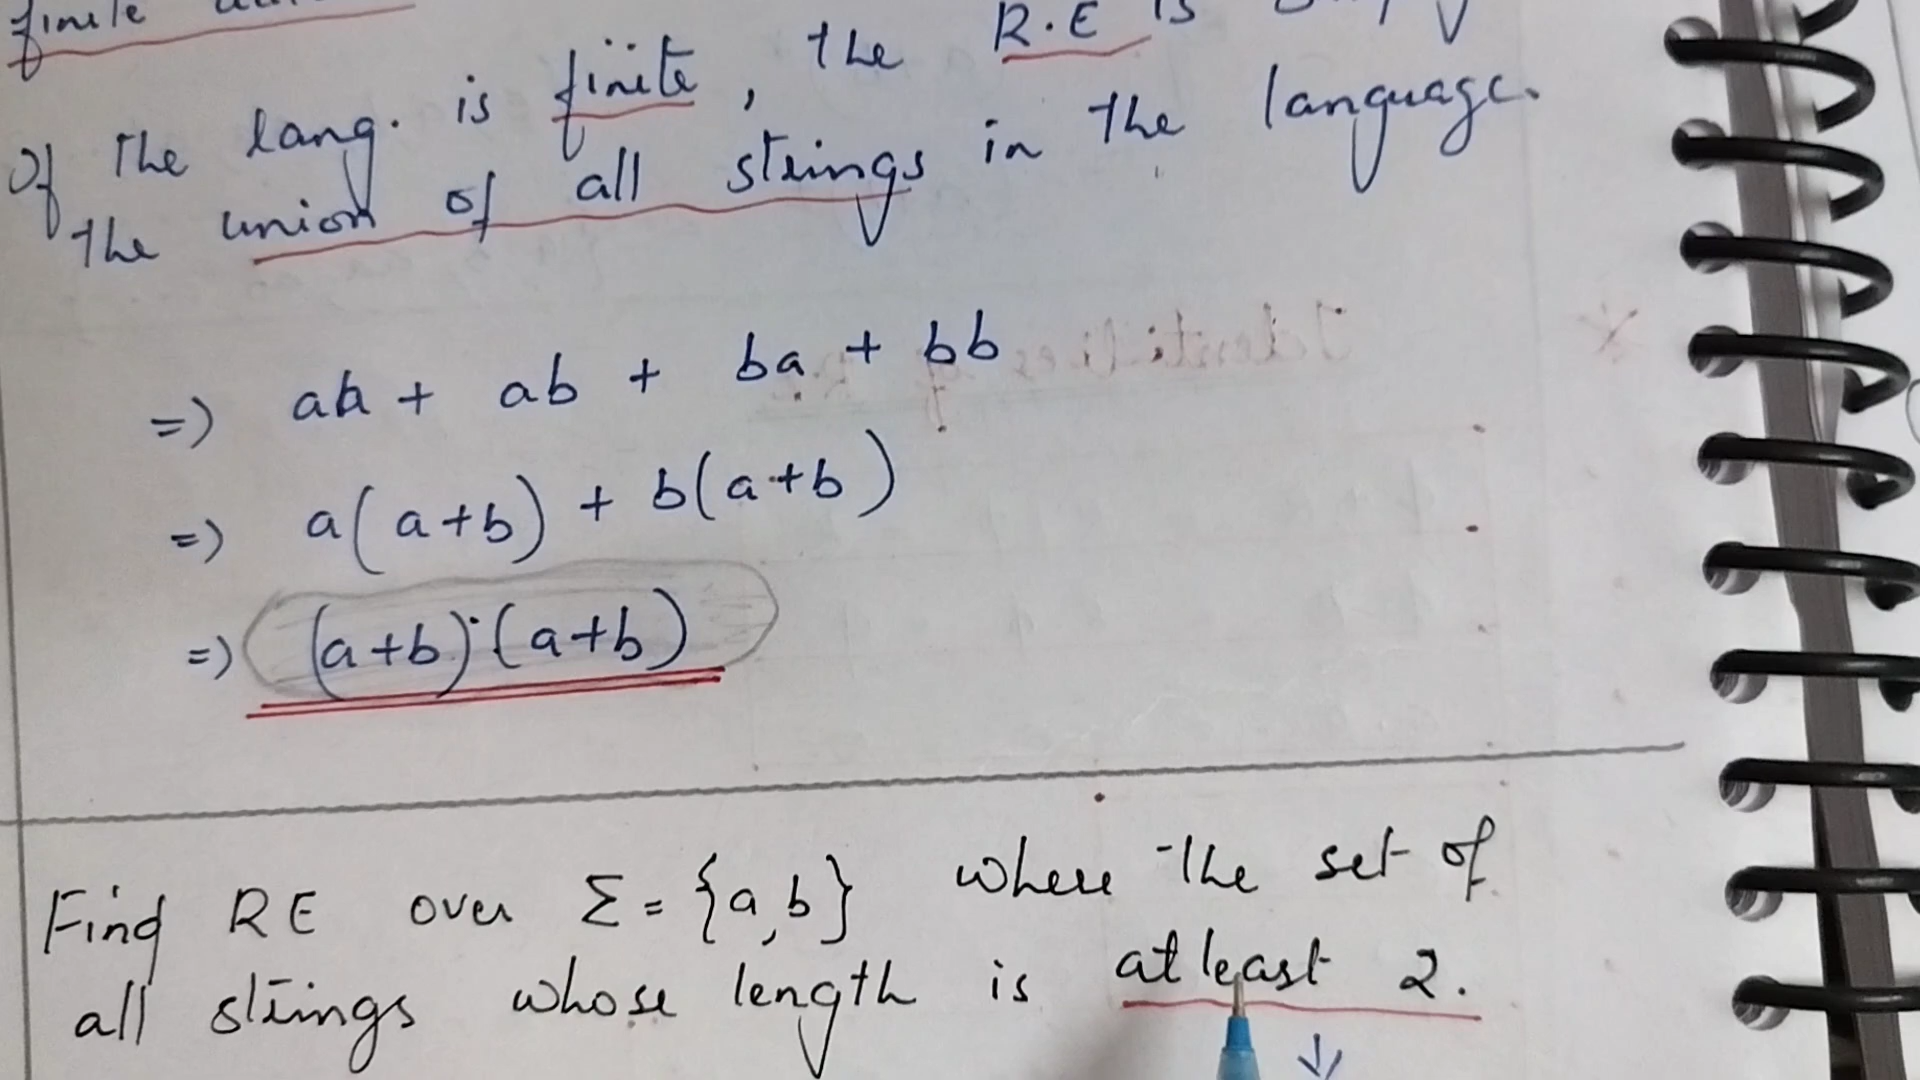 finite
If the lang. is finite, the R.E is
the union of all strings in the language.
=) aa + ab + ba + bb
=) a(a+b) + b(a+b)
=) (a+b)·(a+b)
Find RE over Σ = {a,b} where the set of
all strings whose length is atleast 2.
↓